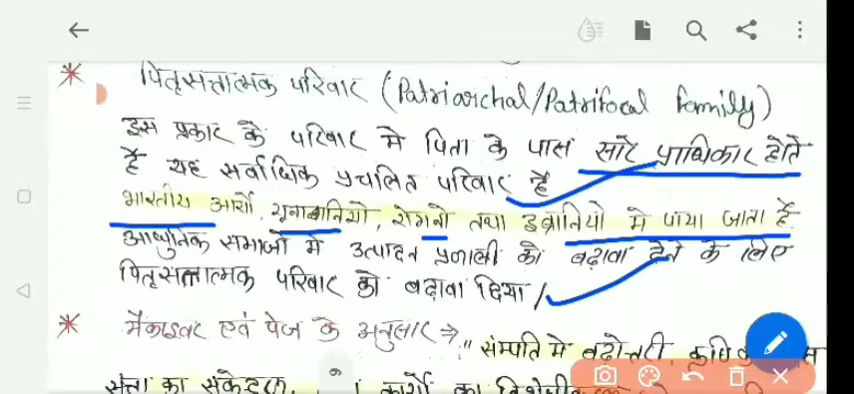 * पितृसत्तात्मक परिवार (Patriarchal/Patrifocal family)
इस प्रकार के परिवार मे पिता के पास सारे प्राधिकार होते
हैं यह सर्वाधिक प्रचलित परिवार है
भारतीय आर्यो, यूनानवासियो, रोमनो तथा इब्रानियो मे पाया जाता है
आधुनिक समाजो मे उत्पादन प्रणाली को बढ़ावा देने के लिए
पितृसत्तात्मक परिवार को बढ़ावा दिया।
* मैकाइवर एवं पेज के अनुसार ⇒ " संम्पति मे बढोत्तरी, कृषि
सत्ता का कार्यो का